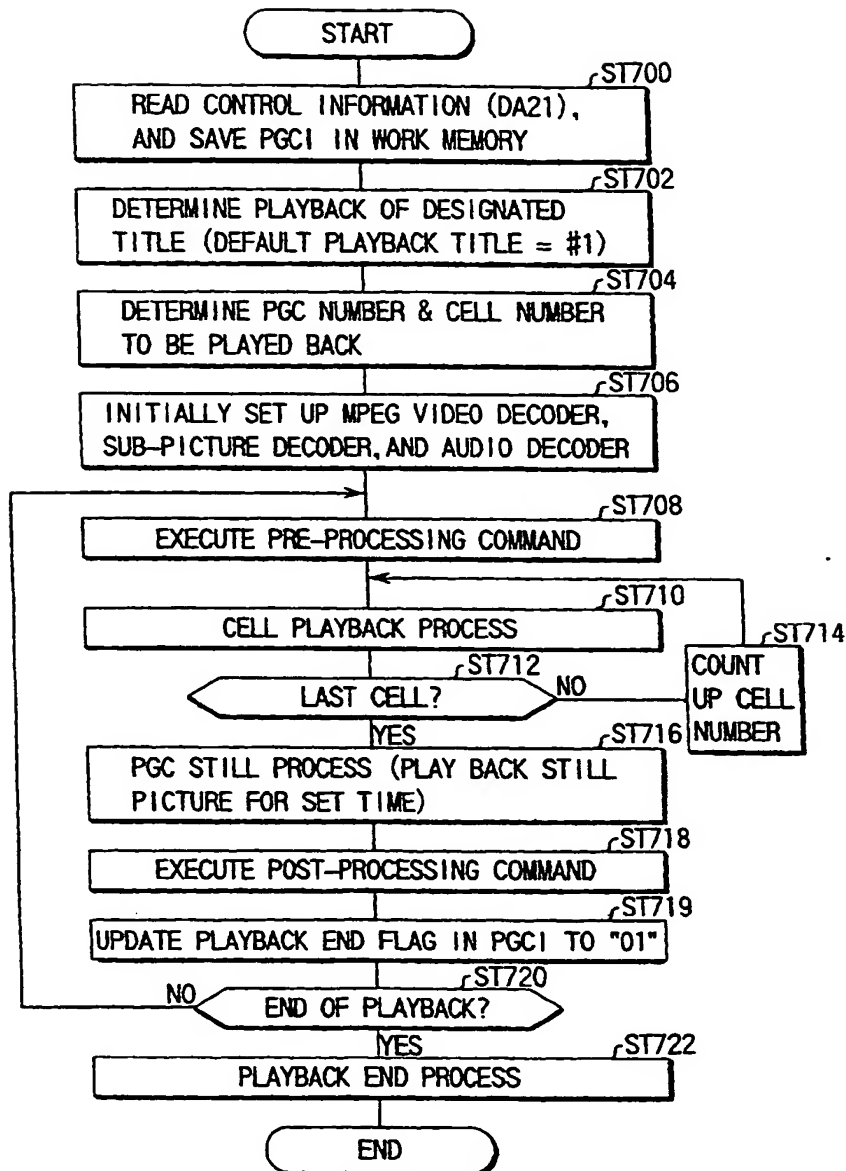 START
ST700
READ CONTROL INFORMATION (DA21),
AND SAVE PGCI IN WORK MEMORY
ST702
DETERMINE PLAYBACK OF DESIGNATED
TITLE (DEFAULT PLAYBACK TITLE = #1)
ST704
DETERMINE PGC NUMBER & CELL NUMBER
TO BE PLAYED BACK
ST706
INITIALLY SET UP MPEG VIDEO DECODER,
SUB-PICTURE DECODER, AND AUDIO DECODER
ST708
EXECUTE PRE-PROCESSING COMMAND
ST710
CELL PLAYBACK PROCESS
ST712
LAST CELL?
NO
ST714
COUNT
UP CELL
NUMBER
YES
ST716
PGC STILL PROCESS (PLAY BACK STILL
PICTURE FOR SET TIME)
ST718
EXECUTE POST-PROCESSING COMMAND
ST719
UPDATE PLAYBACK END FLAG IN PGCI TO "01"
ST720
NO
END OF PLAYBACK?
YES
ST722
PLAYBACK END PROCESS
END